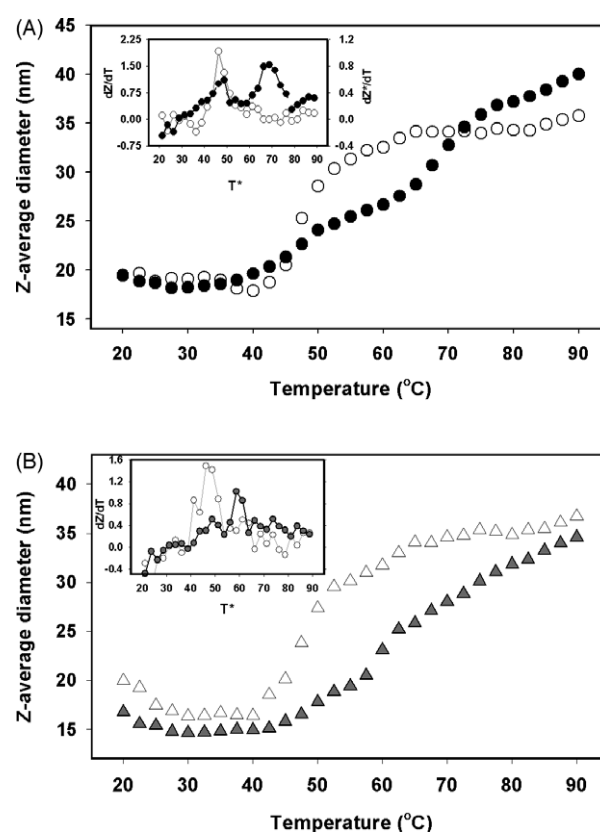 (A)
2.25
1.50
0.75
0.00
-0.75
dZ/dT
1.2
0.8
0.4
0.0
-0.4
dZ*/dT
20 30 40 50 60 70 80 90
T*
40
35
30
25
20
15
Z-average diameter (nm)
20 30 40 50 60 70 80 90
Temperature (°C)
(B)
1.6
1.2
0.8
0.4
0.0
-0.4
dZ/dT
20 30 40 50 60 70 80 90
T*
40
35
30
25
20
15
Z-average diameter (nm)
20 30 40 50 60 70 80 90
Temperature (°C)